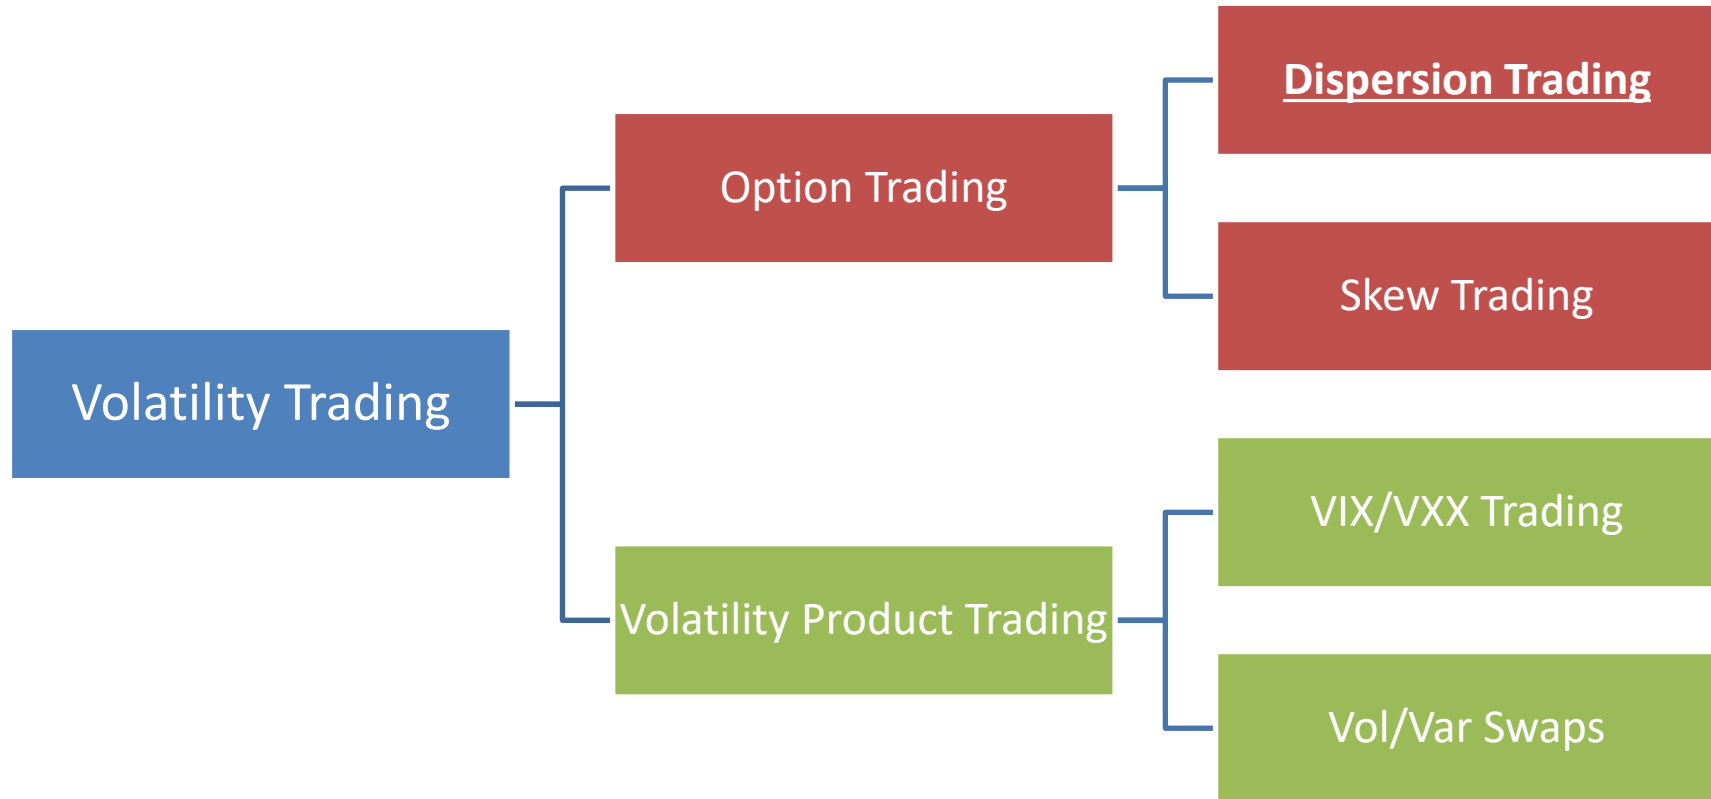 Volatility Trading
Option Trading
Dispersion Trading
Skew Trading
Volatility Product Trading
VIX/VXX Trading
Vol/Var Swaps